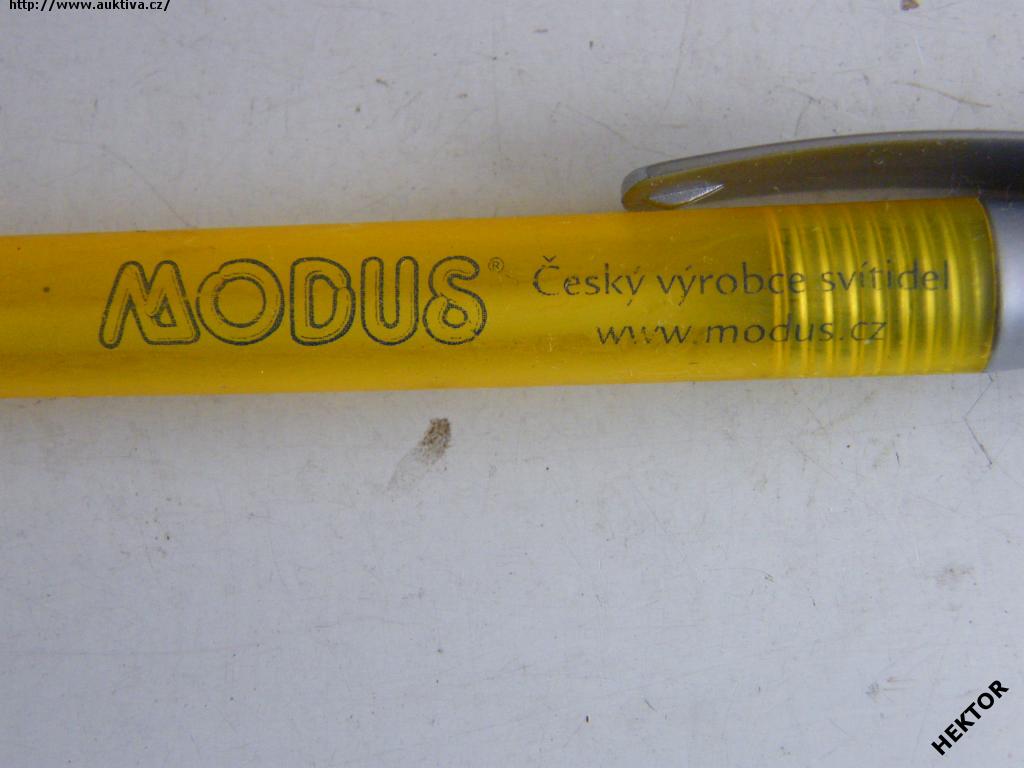 http://www.auktiva.cz/
MODUS®
Český výrobce svítidel
www.modus.cz
HEKTOR